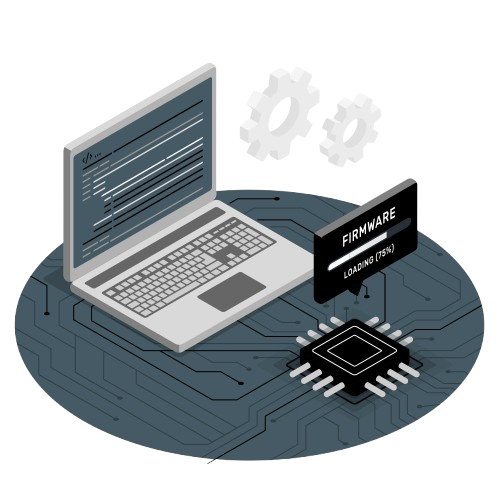 </>...
FIRMWARE
LOADING (75%)